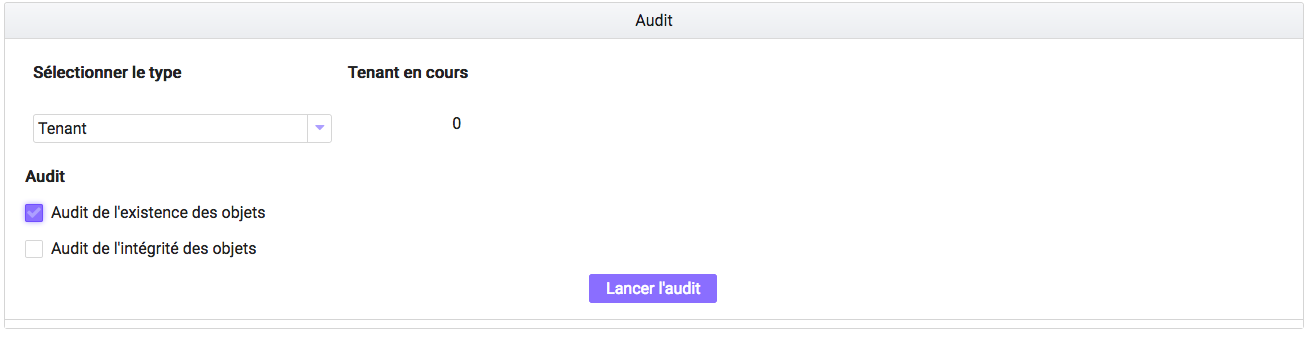 Audit
Sélectionner le type
Tenant en cours
Tenant
0
Audit
Audit de l'existence des objets
Audit de l'intégrité des objets
Lancer l'audit